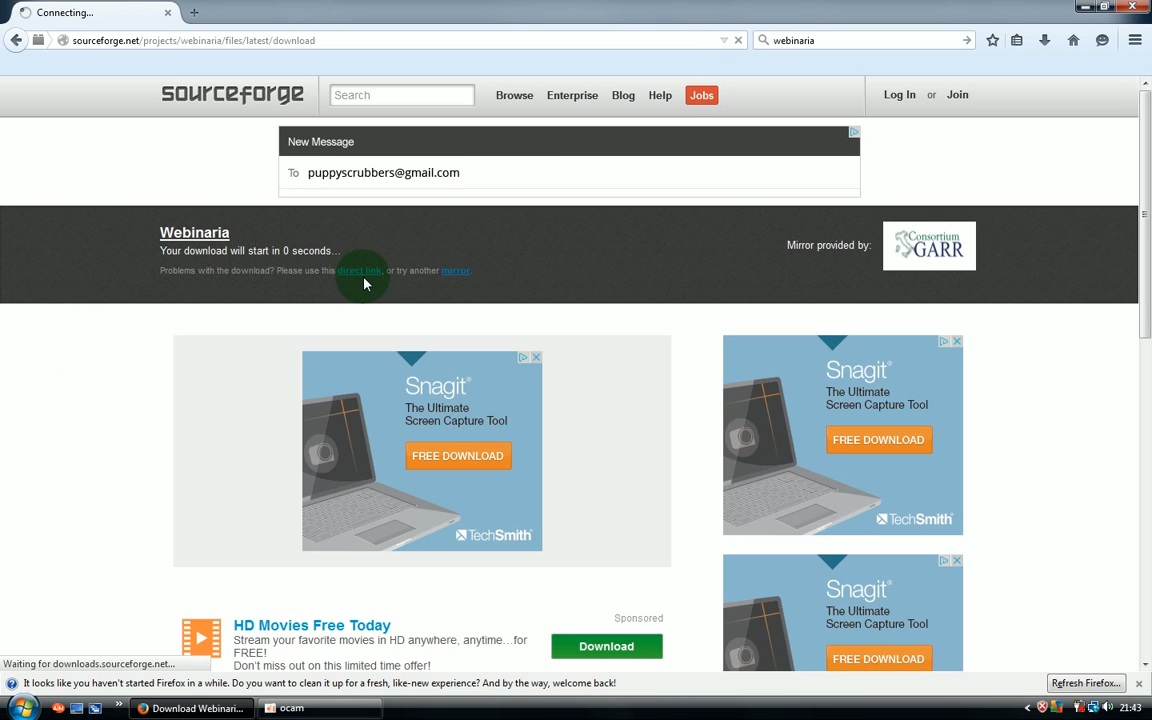 Connecting...
sourceforge.net/projects/webinaria/files/latest/download
webinaria
sourceforge
Search
Browse
Enterprise
Blog
Help
Jobs
Log In or Join
New Message
To puppyscrubbers@gmail.com
Webinaria
Your download will start in 0 seconds...
Problems with the download? Please use this direct link, or try another mirror.
Mirror provided by:
Consortium
GARR
Snagit®
The Ultimate
Screen Capture Tool
FREE DOWNLOAD
TechSmith
Snagit®
The Ultimate
Screen Capture Tool
FREE DOWNLOAD
TechSmith
Snagit®
The Ultimate
Screen Capture Tool
FREE DOWNLOAD
Sponsored
HD Movies Free Today
Stream your favorite movies in HD anywhere, anytime...for
FREE!
Don't miss out on this limited time offer!
Download
Waiting for downloads.sourceforge.net...
It looks like you haven't started Firefox in a while. Do you want to clean it up for a fresh, like-new experience? And by the way, welcome back!
Refresh Firefox...
Download Webinari...
ocam
21:43